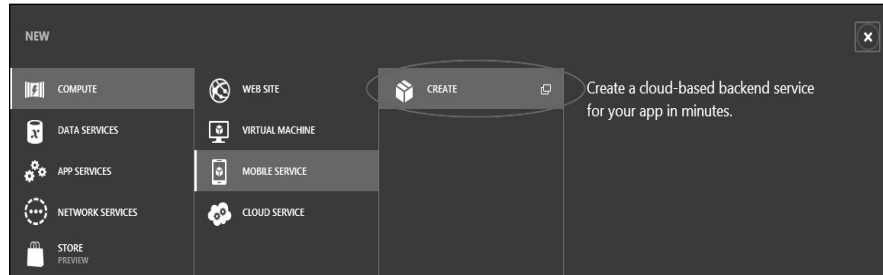 NEW
COMPUTE
DATA SERVICES
APP SERVICES
NETWORK SERVICES
STORE
PREVIEW
WEB SITE
VIRTUAL MACHINE
MOBILE SERVICE
CLOUD SERVICE
CREATE
Create a cloud-based backend service
for your app in minutes.